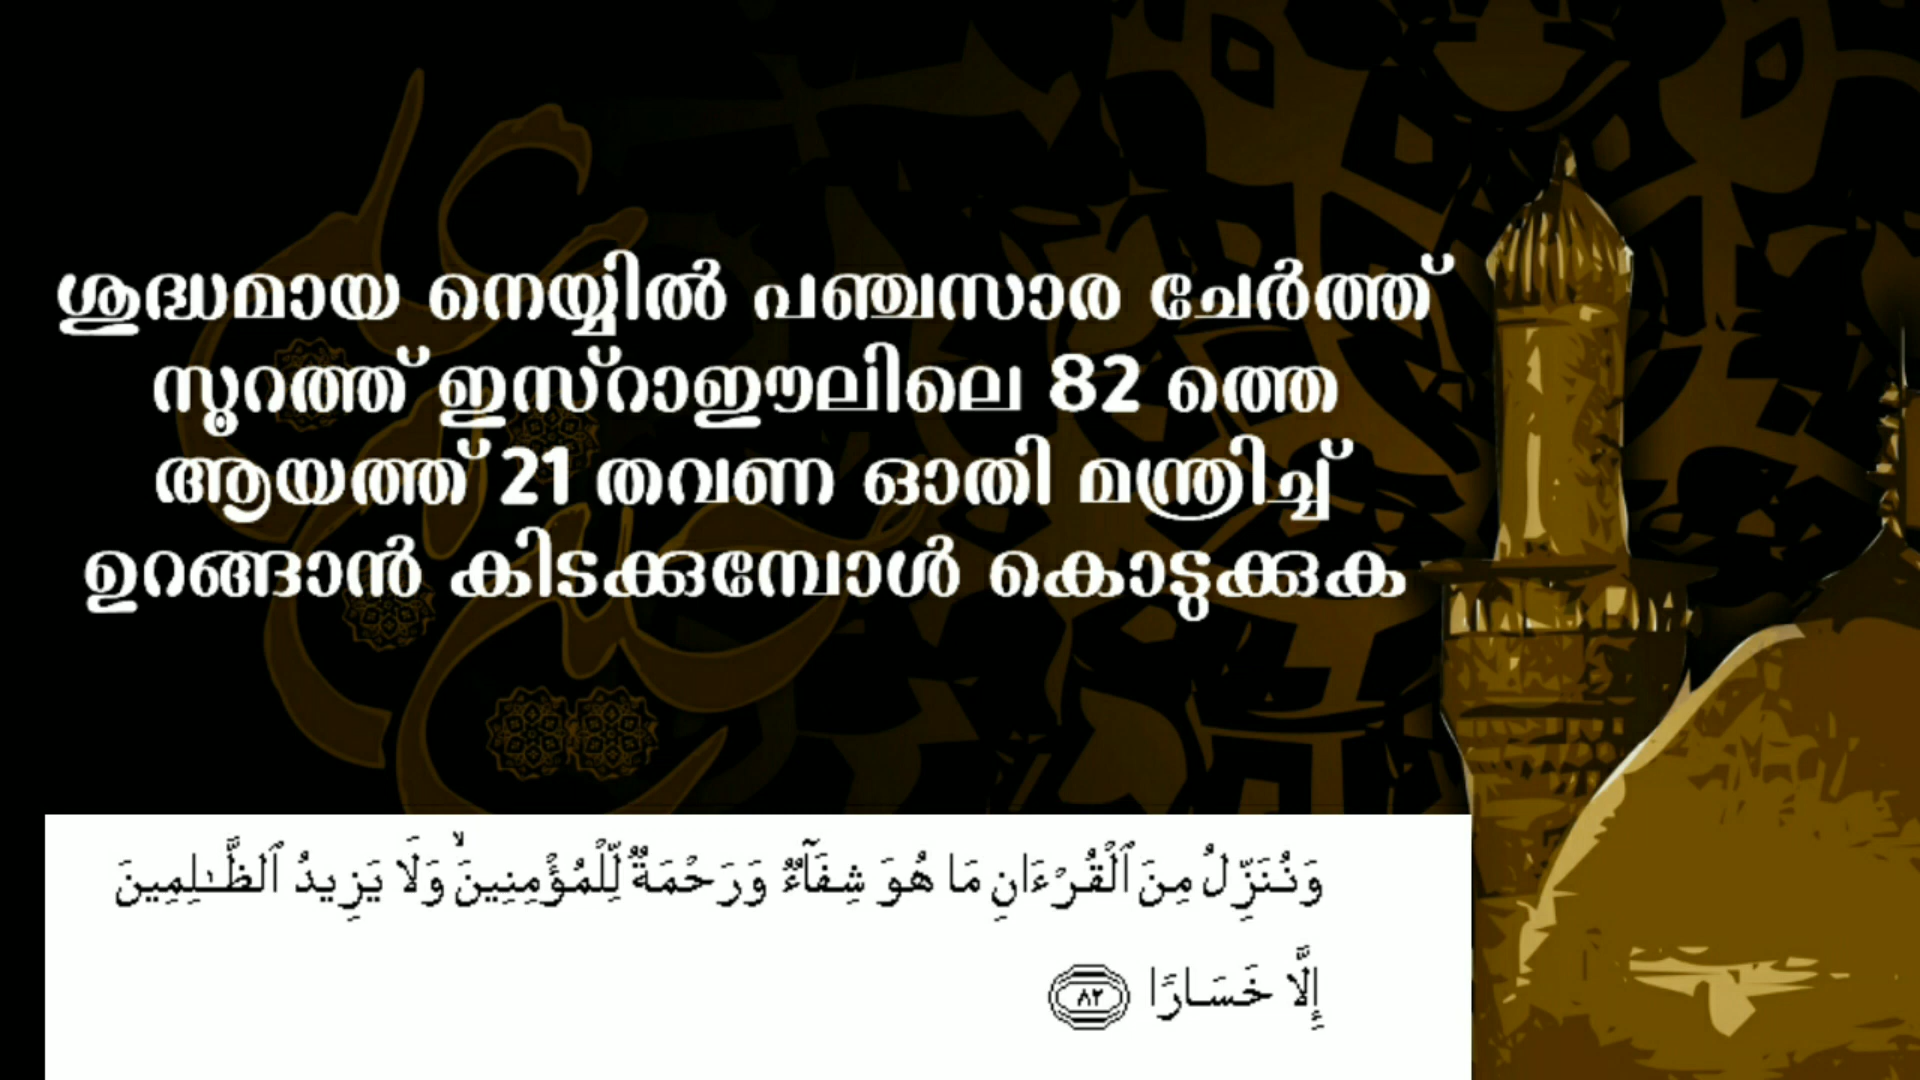 ശുദ്ധമായ നെയ്യിൽ പഞ്ചസാര ചേർത്ത്
സുറത്ത് ഇസ്റാഈലിലെ 82 ത്തെ
ആയത്ത് 21 തവണ ഓതി മന്ത്രിച്ച്
ഉറങ്ങാൻ കിടക്കുമ്പോൾ കൊടുക്കുക
وَنُنَزِّلُ مِنَ ٱلْقُرْءَانِ مَا هُوَ شِفَآءٌ وَرَحْمَةٌ لِّلْمُؤْمِنِينَ ۙ وَلَا يَزِيدُ ٱلظَّـٰلِمِينَ
إِلَّا خَسَارًا ٨٢